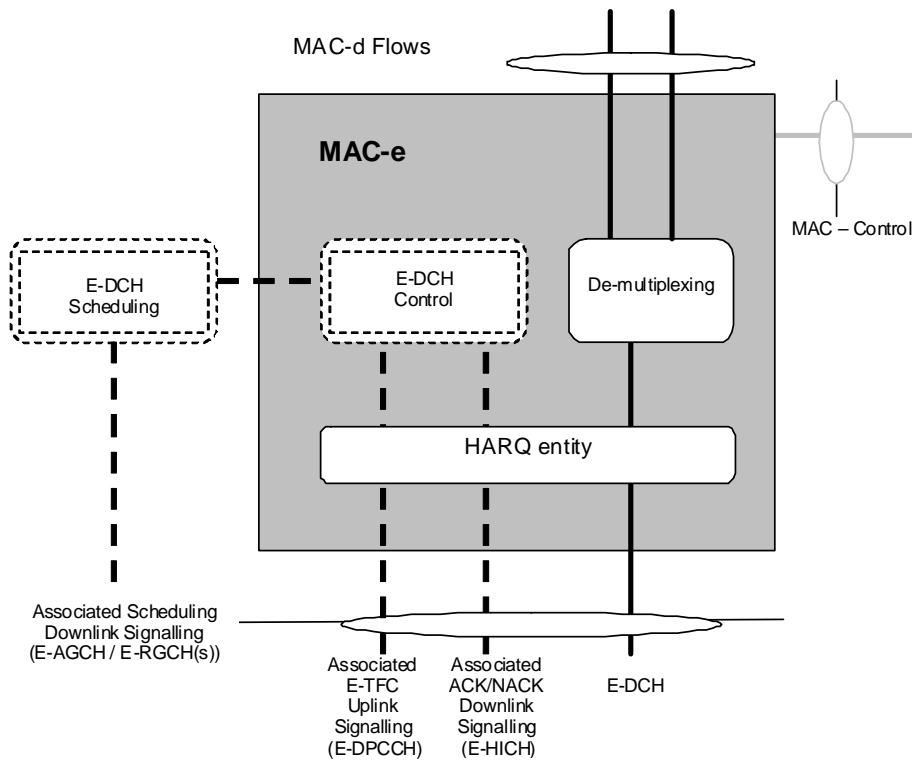 MAC-d Flows
MAC-e
MAC – Control
E-DCH
Scheduling
E-DCH
Control
De-multiplexing
HARQ entity
Associated Scheduling
Downlink Signalling
(E-AGCH / E-RGCH(s))
Associated
E-TFC
Uplink
Signalling
(E-DPCCH)
Associated
ACK/NACK
Downlink
Signalling
(E-HICH)
E-DCH